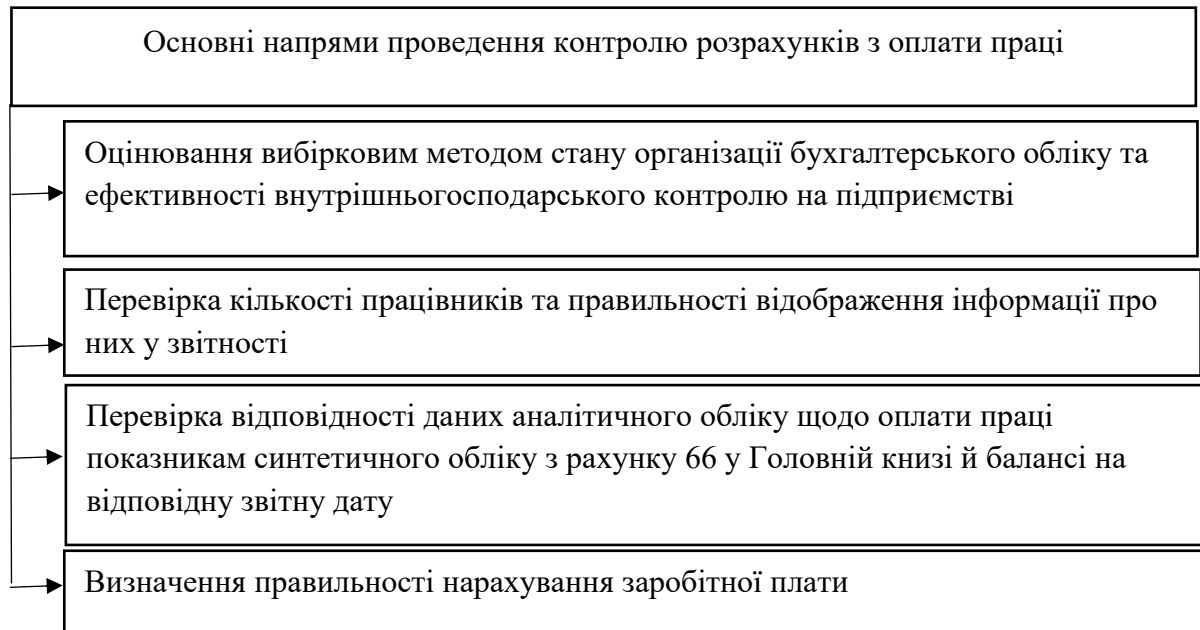 Основні напрями проведення контролю розрахунків з оплати праці
Оцінювання вибірковим методом стану організації бухгалтерського обліку та
ефективності внутрішньогосподарського контролю на підприємстві
Перевірка кількості працівників та правильності відображення інформації про
них у звітності
Перевірка відповідності даних аналітичного обліку щодо оплати праці
показникам синтетичного обліку з рахунку 66 у Головній книзі й балансі на
відповідну звітну дату
Визначення правильності нарахування заробітної плати